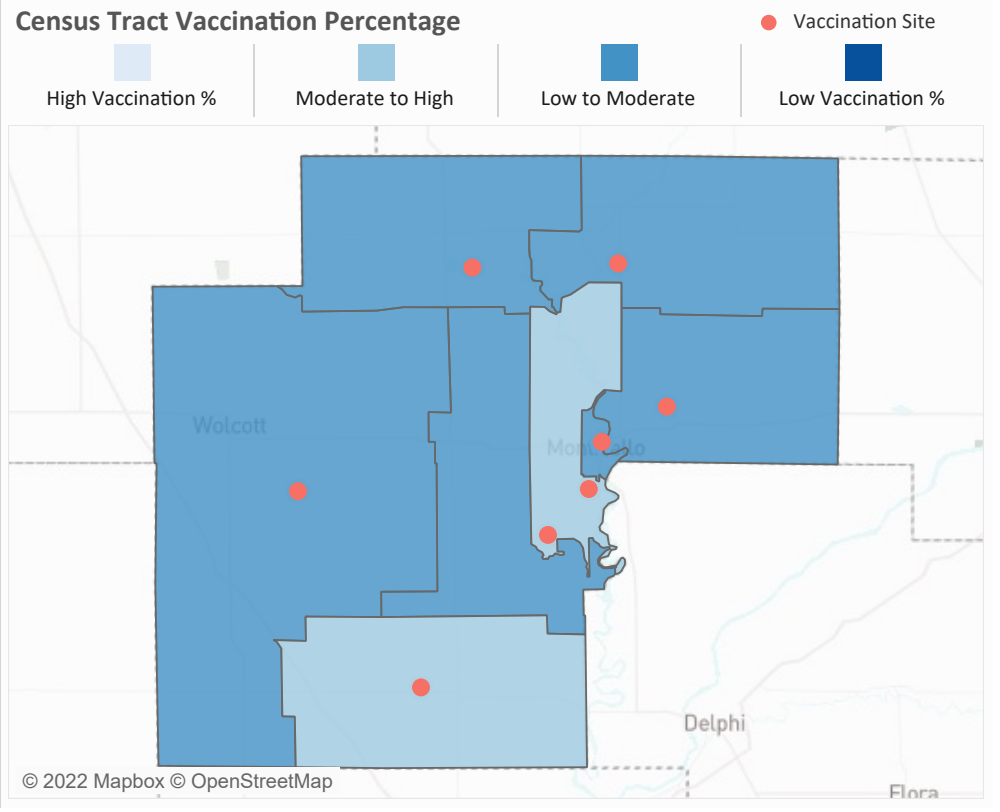 Census Tract Vaccination Percentage
Vaccination Site
High Vaccination %
Moderate to High
Low to Moderate
Low Vaccination %
Wolcott
Monticello
Delphi
Flora
© 2022 Mapbox © OpenStreetMap